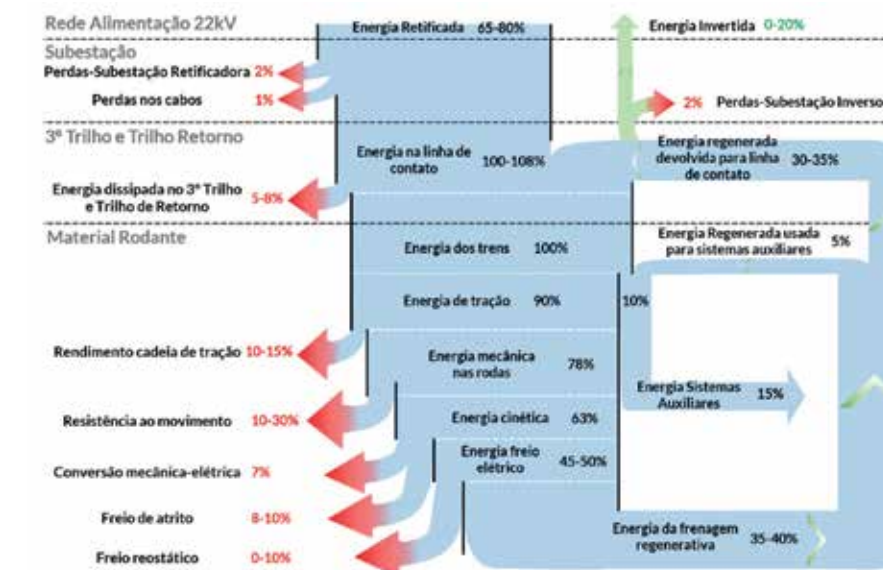 Rede Alimentação 22kV
Energia Retificada 65-80%
Energia Invertida 0-20%
Subestação
Perdas-Subestação Retificadora 2%
2% Perdas-Subestação Inverso
Perdas nos cabos 1%
3º Trilho e Trilho Retorno
Energia na linha de
contato 100-108%
Energia regenerada
devolvida para linha 30-35%
de contato
Energia dissipada no 3º Trilho
e Trilho de Retorno 5-8%
Material Rodante
Energia dos trens 100%
Energia Regenerada usada
para sistemas auxiliares 5%
Energia de tração 90%
10%
Rendimento cadeia de tração 10-15%
Energia mecânica
nas rodas 78%
Energia Sistemas
Auxiliares 15%
Resistência ao movimento 10-30%
Energia cinética 63%
Energia freio
elétrico 45-50%
Conversão mecânica-elétrica 7%
Freio de atrito 8-10%
Energia da frenagem
regenerativa 35-40%
Freio reostático 0-10%